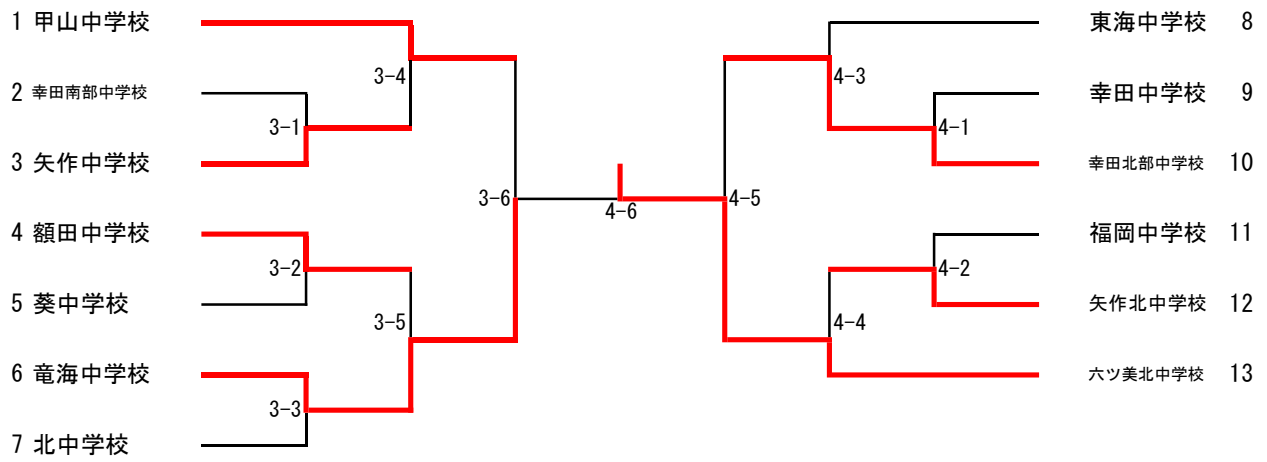 1 甲山中学校
2 幸田南部中学校
3 矢作中学校
4 額田中学校
5 葵中学校
6 竜海中学校
7 北中学校
3-4
3-1
3-6
3-2
3-5
3-3
4-6
4-3
4-1
4-5
4-2
4-4
東海中学校 8
幸田中学校 9
幸田北部中学校 10
福岡中学校 11
矢作北中学校 12
六ツ美北中学校 13